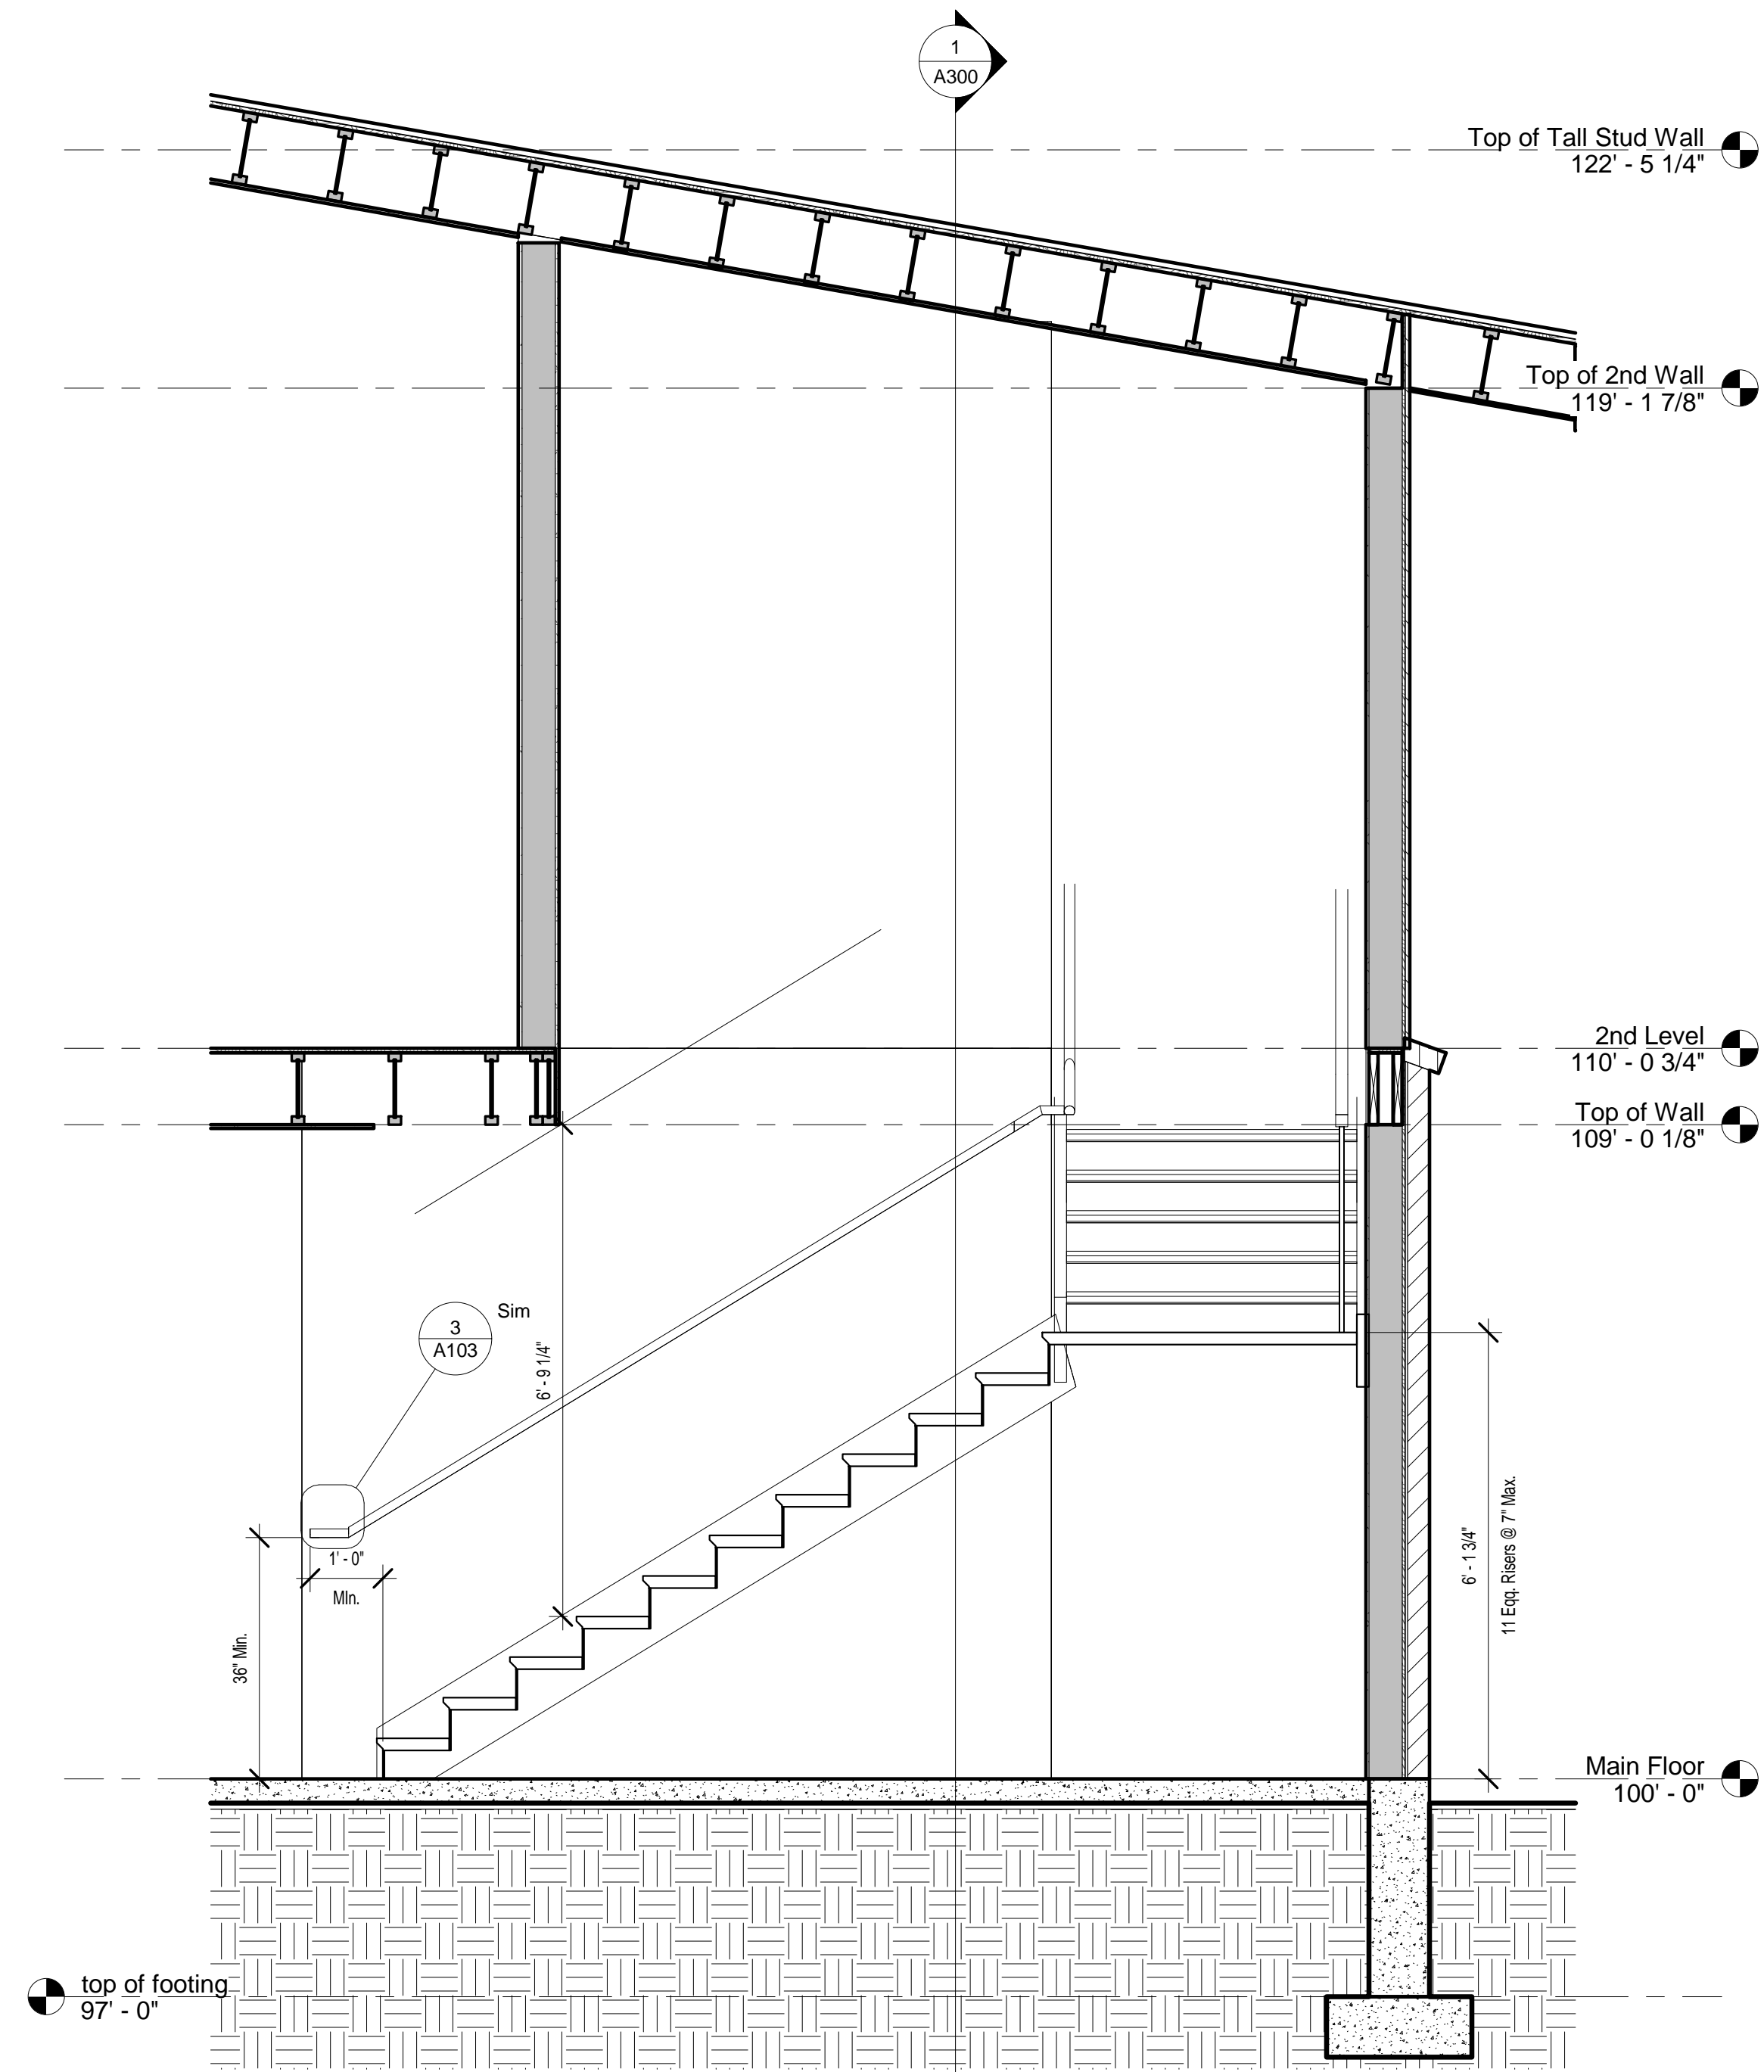 1
A300
Top of Tall Stud Wall
122' - 5 1/4"
Top of 2nd Wall
119' - 1 7/8"
2nd Level
110' - 0 3/4"
Top of Wall
109' - 0 1/8"
3
A103
Sim
6' - 9 1/4"
1' - 0"
MIn.
36" Min.
6' - 1 3/4"
11 Eqq. Risers @ 7" Max.
Main Floor
100' - 0"
top of footing
97' - 0"